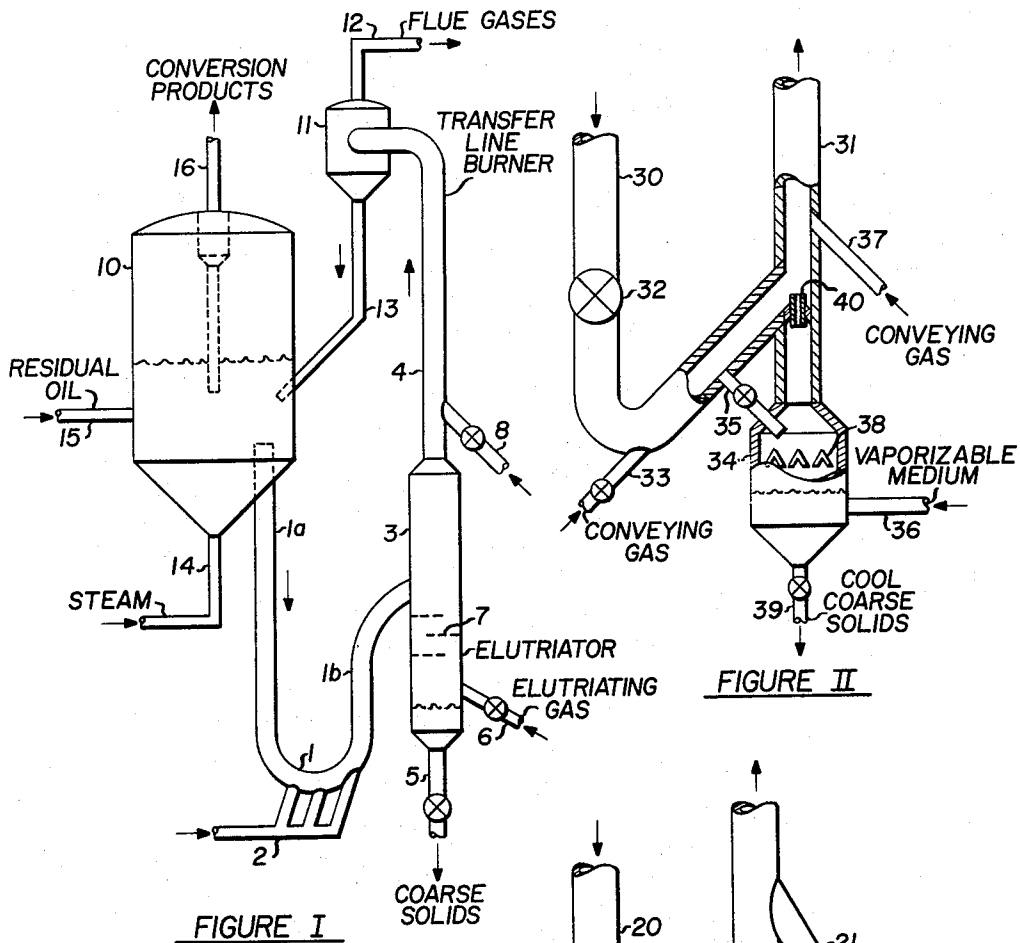 12
FLUE GASES
CONVERSION
PRODUCTS
11
TRANSFER
LINE
BURNER
16
10
13
4
RESIDUAL
OIL
15
8
3
1a
14
STEAM
7
1b
ELUTRIATOR
ELUTRIATING
GAS
6
1
5
2
COARSE
SOLIDS
FIGURE I
31
30
37
32
40
CONVEYING
GAS
35
38
34
VAPORIZABLE
MEDIUM
33
36
CONVEYING
GAS
COOL
COARSE
SOLIDS
39
FIGURE II
20
21